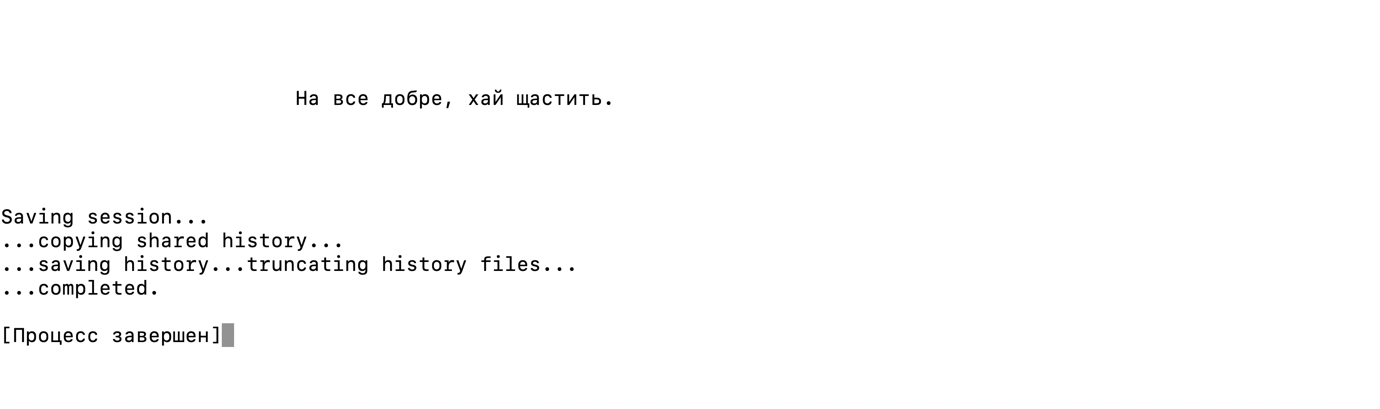 На все добре, хай щастить.
Saving session...
...copying shared history...
...saving history...truncating history files...
...completed.
[Процесс завершен]